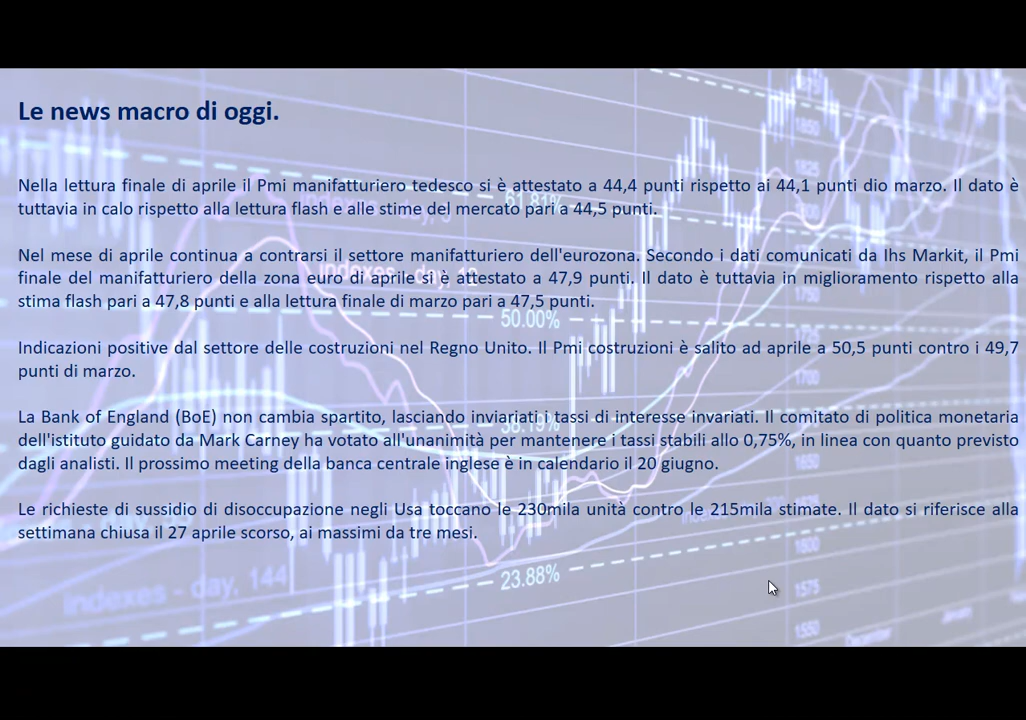 Le news macro di oggi.
Nella lettura finale di aprile il Pmi manifatturiero tedesco si è attestato a 44,4 punti rispetto ai 44,1 punti dio marzo. Il dato è
tuttavia in calo rispetto alla lettura flash e alle stime del mercato pari a 44,5 punti.
Nel mese di aprile continua a contrarsi il settore manifatturiero dell'eurozona. Secondo i dati comunicati da Ihs Markit, il Pmi
finale del manifatturiero della zona euro di aprile si è attestato a 47,9 punti. Il dato è tuttavia in miglioramento rispetto alla
stima flash pari a 47,8 punti e alla lettura finale di marzo pari a 47,5 punti.
50.00%
Indicazioni positive dal settore delle costruzioni nel Regno Unito. Il Pmi costruzioni è salito ad aprile a 50,5 punti contro i 49,7
punti di marzo.
La Bank of England (BoE) non cambia spartito, lasciando inviariati i tassi di interesse invariati. Il comitato di politica monetaria
dell'istituto guidato da Mark Carney ha votato all'unanimità per mantenere i tassi stabili allo 0,75%, in linea con quanto previsto
dagli analisti. Il prossimo meeting della banca centrale inglese è in calendario il 20 giugno.
Le richieste di sussidio di disoccupazione negli Usa toccano le 230mila unità contro le 215mila stimate. Il dato si riferisce alla
settimana chiusa il 27 aprile scorso, ai massimi da tre mesi.
23.88%
Indexes - day, 144
1575
1550